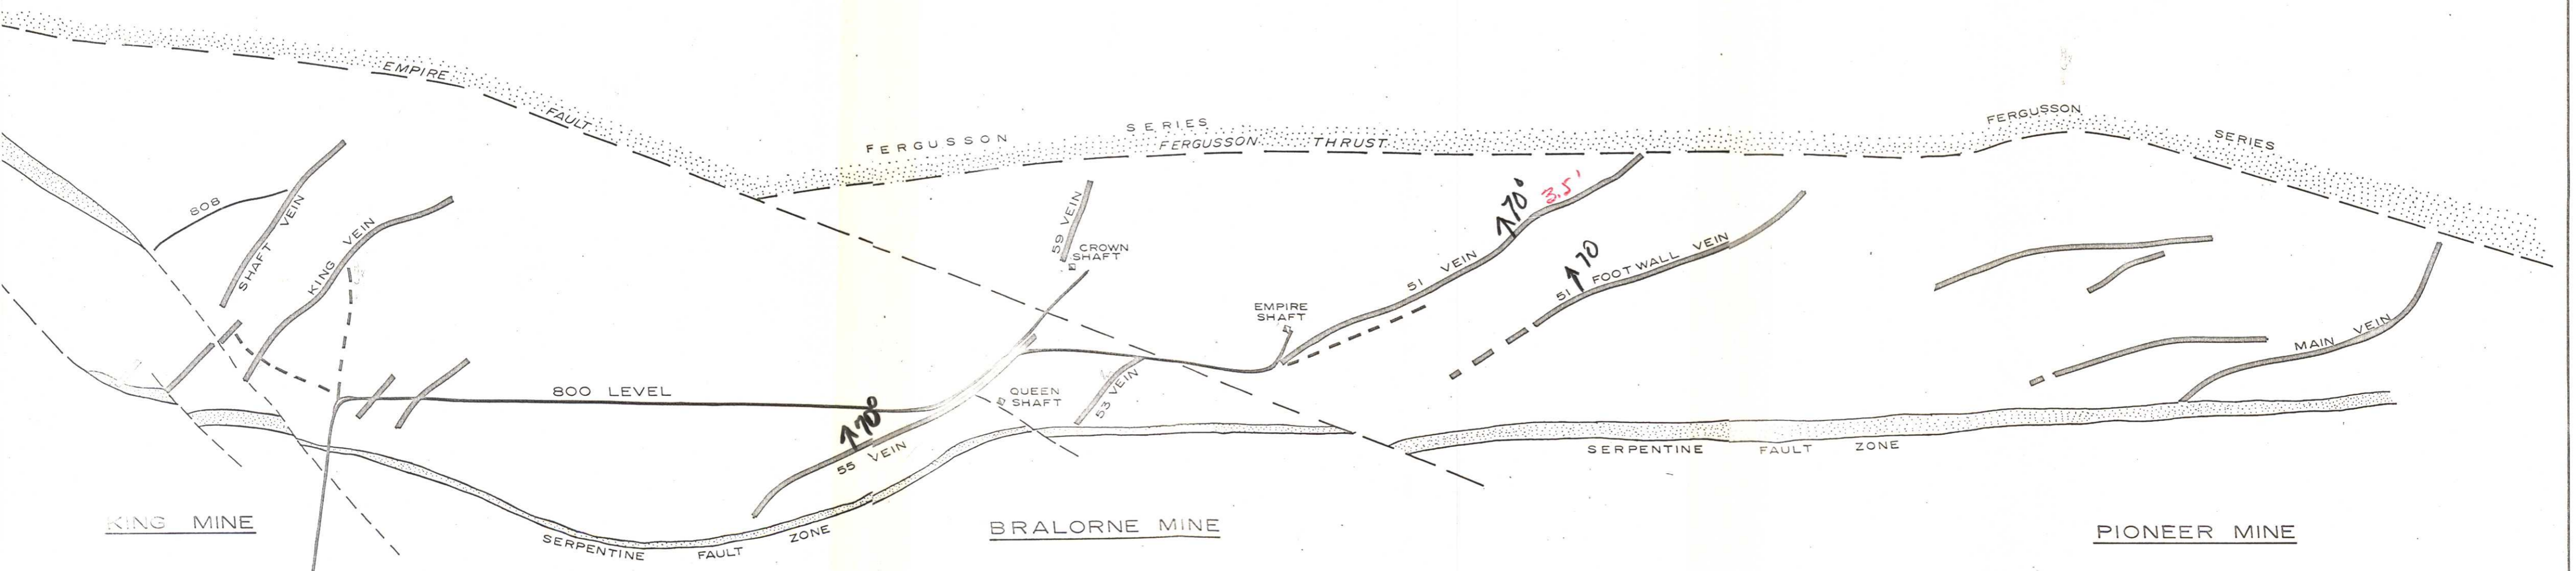 EMPIRE
FAULT
FERGUSSON SERIES
FERGUSSON THRUST
FERGUSSON SERIES
808
SHAFT VEIN
KING VEIN
59 VEIN
CROWN SHAFT
EMPIRE SHAFT
51 VEIN
↑70°
3.5'
51 FOOTWALL VEIN
↑70
MAIN VEIN
800 LEVEL
QUEEN SHAFT
53 VEIN
↑70°
55 VEIN
SERPENTINE FAULT ZONE
SERPENTINE FAULT ZONE
KING MINE
BRALORNE MINE
PIONEER MINE